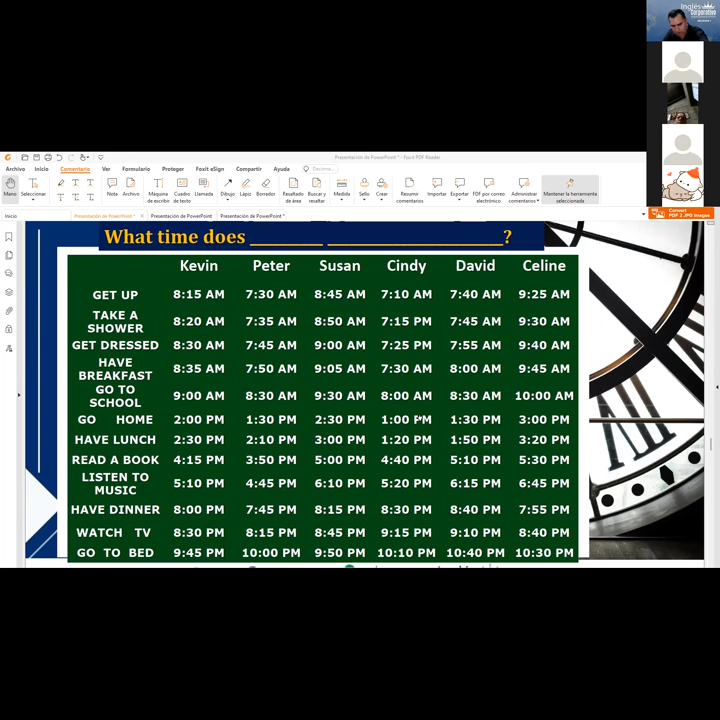 Inglés
Corporativo
Presentación de PowerPoint * - Foxit PDF Reader
Archivo Inicio Comentario Ver Formulario Proteger Foxit eSign Compartir Ayuda
Mano Seleccionar Nota Archivo Máquina de escribir Cuadro de texto Llamada Dibujo Lápiz Borrador Resaltado de área Buscar y resaltar Medida Sello Crear Resumir comentarios Importar Exportar FDF por correo electrónico Administrar comentarios Mantener la herramienta seleccionada
Inicio Presentación de PowerPoint * Presentación de PowerPoint Presentación de PowerPoint *
Convert
PDF 2 JPG Images
What time does _________ ______________________?
Kevin Peter Susan Cindy David Celine
GET UP 8:15 AM 7:30 AM 8:45 AM 7:10 AM 7:40 AM 9:25 AM
TAKE A SHOWER 8:20 AM 7:35 AM 8:50 AM 7:15 PM 7:45 AM 9:30 AM
GET DRESSED 8:30 AM 7:45 AM 9:00 AM 7:25 PM 7:55 AM 9:40 AM
HAVE BREAKFAST 8:35 AM 7:50 AM 9:05 AM 7:30 AM 8:00 AM 9:45 AM
GO TO SCHOOL 9:00 AM 8:30 AM 9:30 AM 8:00 AM 8:30 AM 10:00 AM
GO HOME 2:00 PM 1:30 PM 2:30 PM 1:00 PM 1:30 PM 3:00 PM
HAVE LUNCH 2:30 PM 2:10 PM 3:00 PM 1:20 PM 1:50 PM 3:20 PM
READ A BOOK 4:15 PM 3:50 PM 5:00 PM 4:40 PM 5:10 PM 5:30 PM
LISTEN TO MUSIC 5:10 PM 4:45 PM 6:10 PM 5:20 PM 6:15 PM 6:45 PM
HAVE DINNER 8:00 PM 7:45 PM 8:15 PM 8:30 PM 8:40 PM 7:55 PM
WATCH TV 8:30 PM 8:15 PM 8:45 PM 9:15 PM 9:10 PM 8:40 PM
GO TO BED 9:45 PM 10:00 PM 9:50 PM 10:10 PM 10:40 PM 10:30 PM